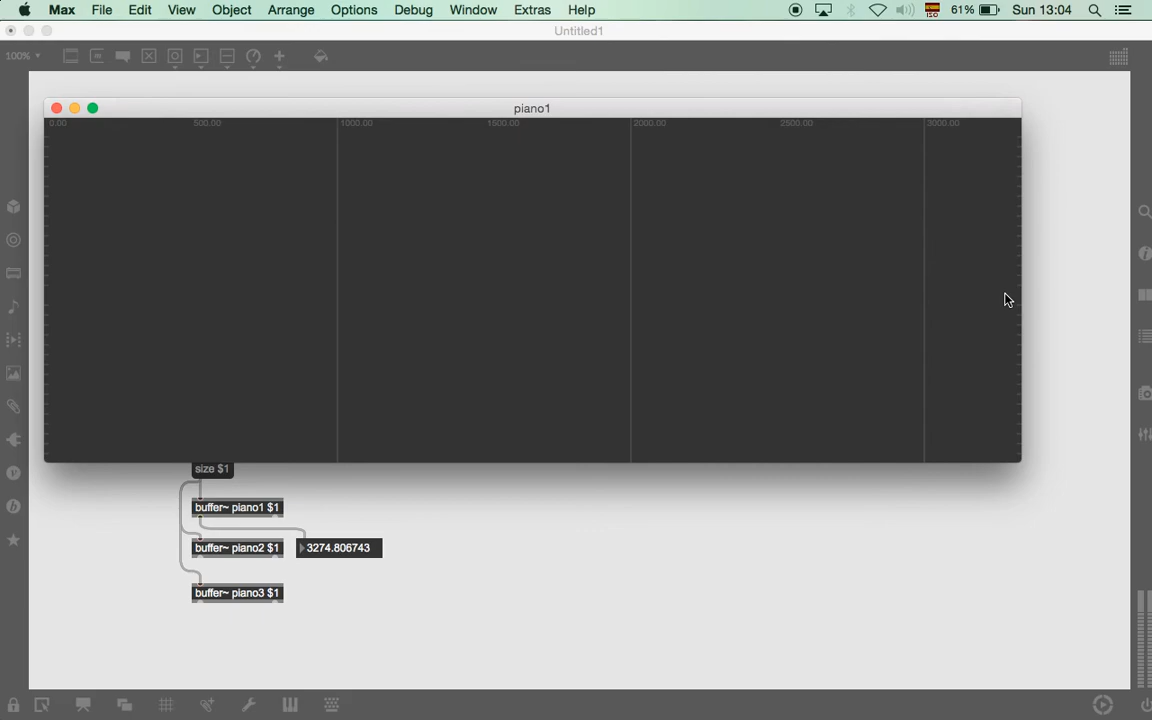 Max File Edit View Object Arrange Options Debug Window Extras Help ISO 61% Sun 13:04
Untitled1
100%
piano1
0.00 500.00 1000.00 1500.00 2000.00 2500.00 3000.00
size $1
buffer~ piano1 $1
buffer~ piano2 $1 3274.806743
buffer~ piano3 $1